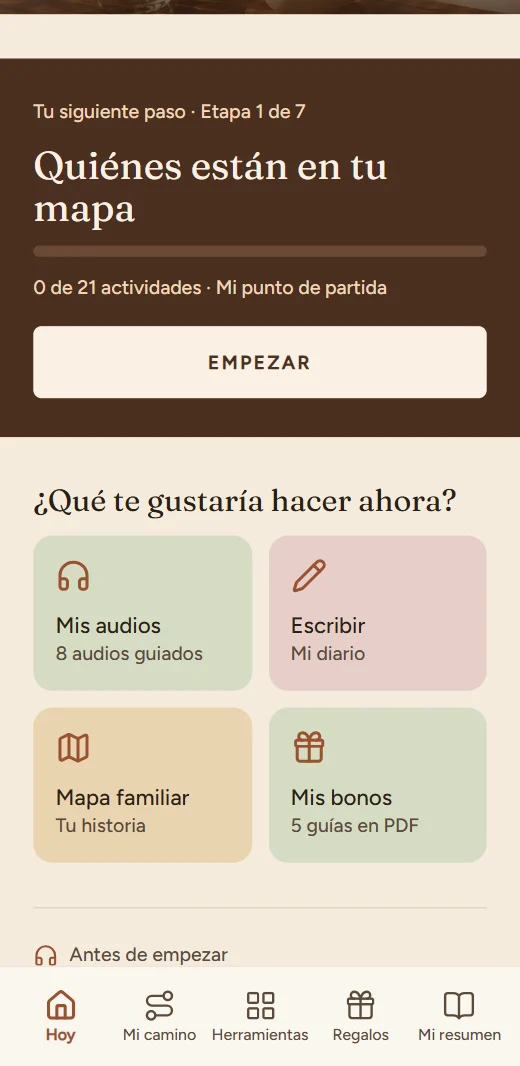 Tu siguiente paso · Etapa 1 de 7
Quiénes están en tu
mapa
0 de 21 actividades · Mi punto de partida
EMPEZAR
¿Qué te gustaría hacer ahora?
Mis audios
8 audios guiados
Escribir
Mi diario
Mapa familiar
Tu historia
Mis bonos
5 guías en PDF
Antes de empezar
Hoy
Mi camino
Herramientas
Regalos
Mi resumen